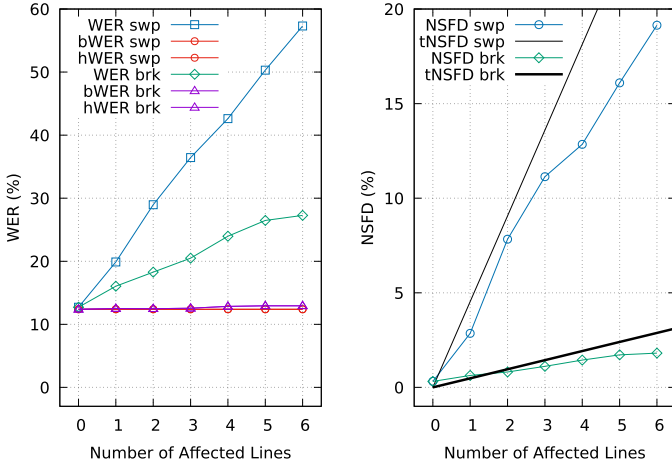 WER (%)
60
50
40
30
20
10
0
WER swp
bWER swp
hWER swp
WER brk
bWER brk
hWER brk
0 1 2 3 4 5 6
Number of Affected Lines
NSFD (%)
20
15
10
5
0
NSFD swp
tNSFD swp
NSFD brk
tNSFD brk
0 1 2 3 4 5 6
Number of Affected Lines